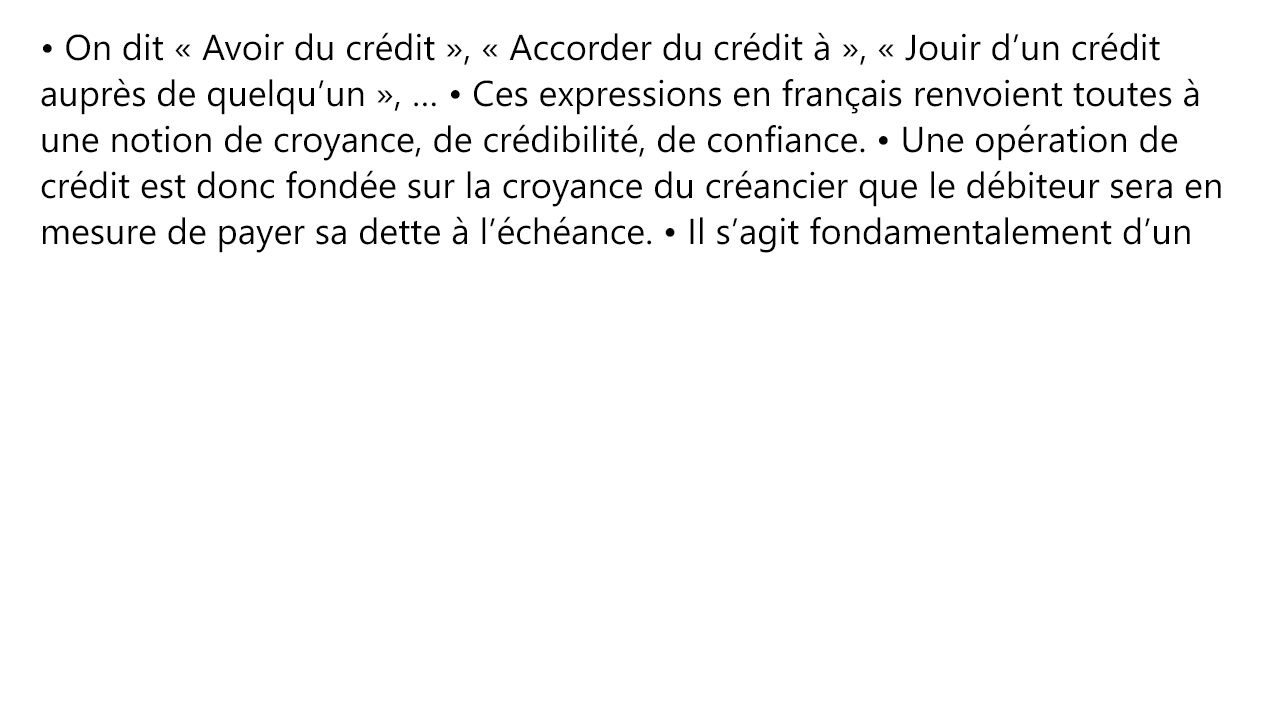 • On dit « Avoir du crédit », « Accorder du crédit à », « Jouir d’un crédit
auprès de quelqu’un », … • Ces expressions en français renvoient toutes à
une notion de croyance, de crédibilité, de confiance. • Une opération de
crédit est donc fondée sur la croyance du créancier que le débiteur sera en
mesure de payer sa dette à l’échéance. • Il s’agit fondamentalement d’un